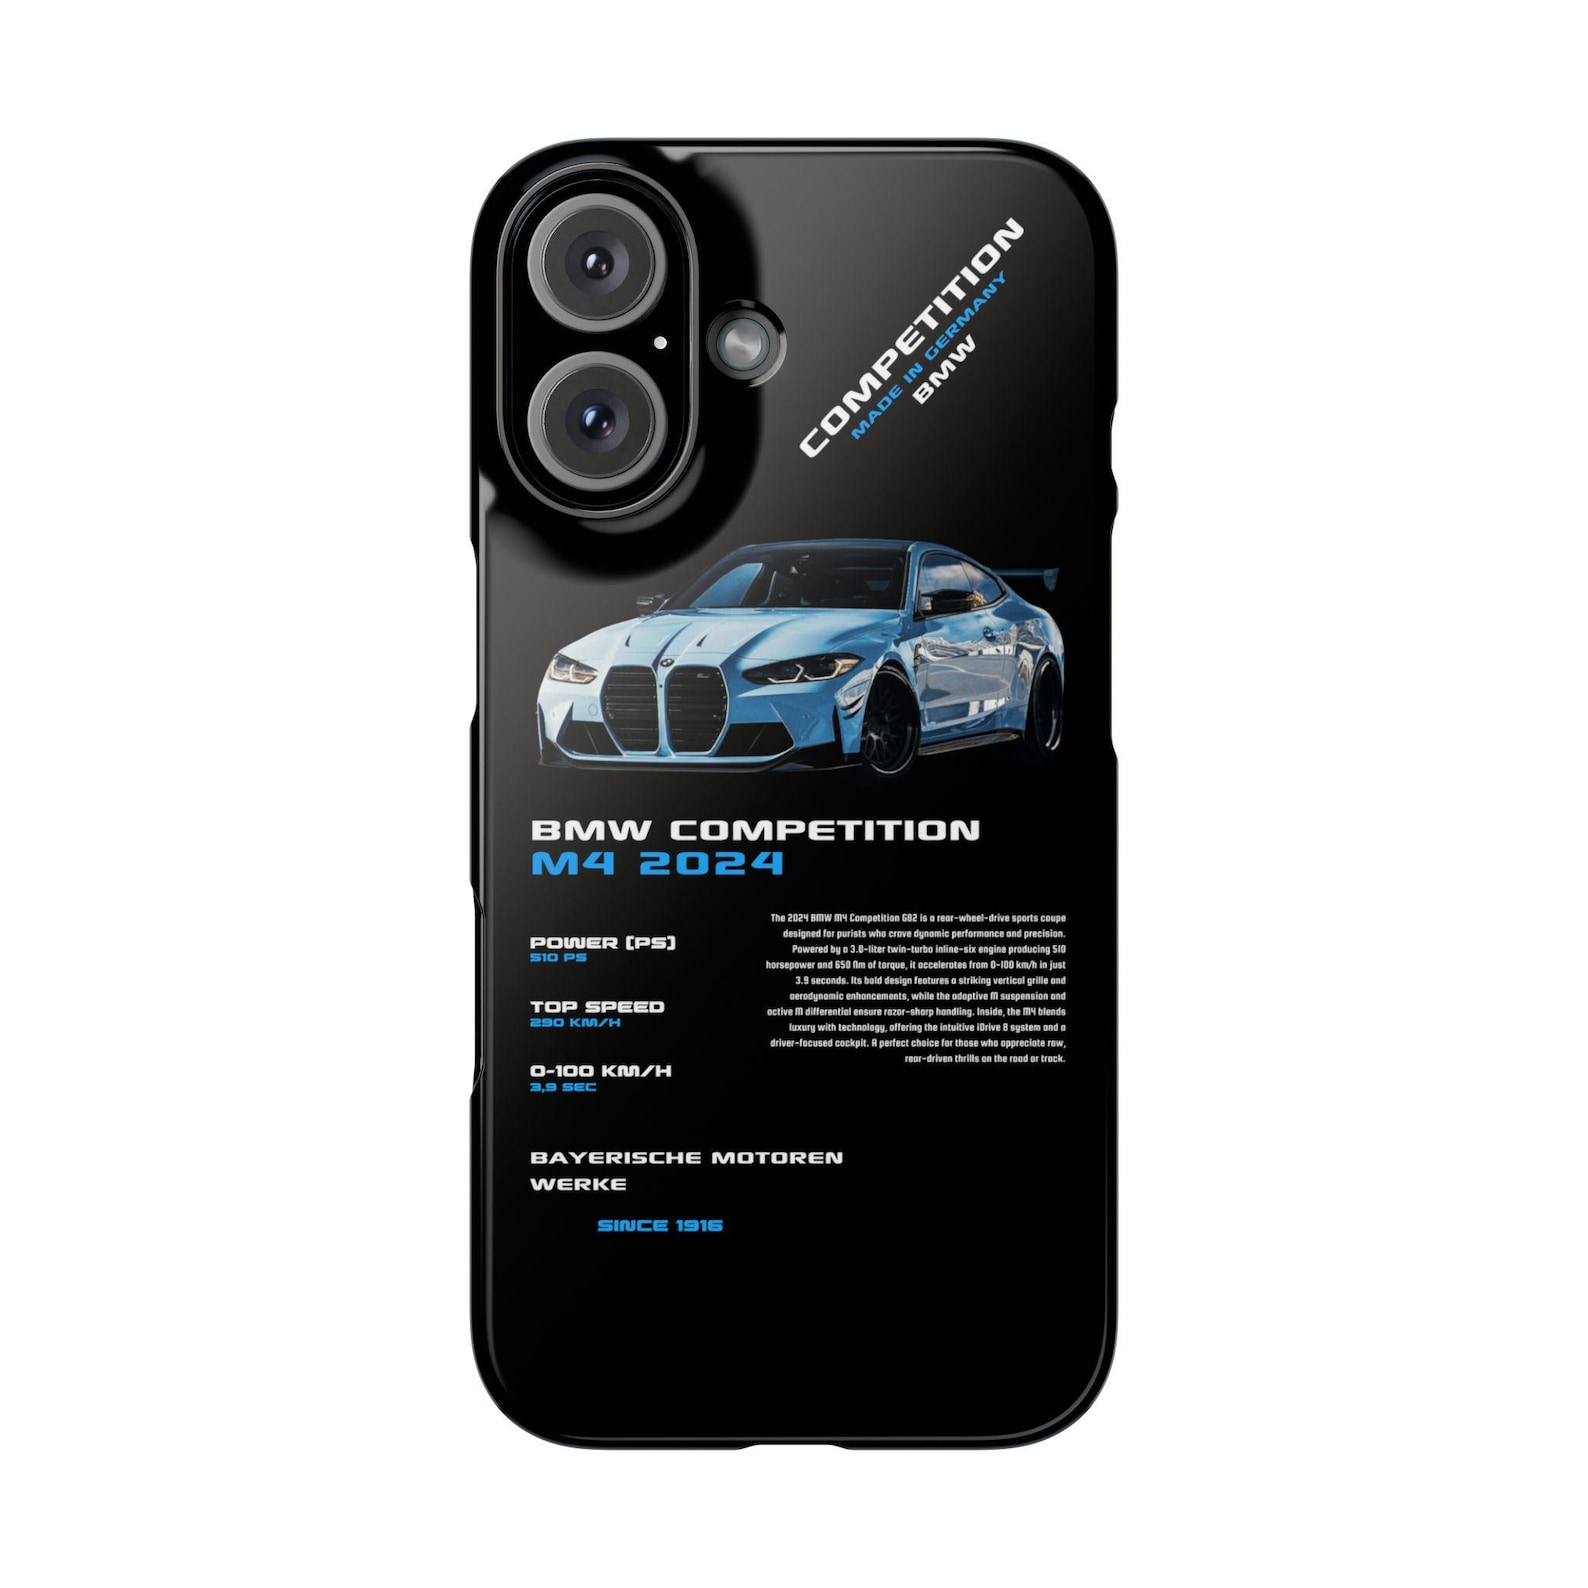 COMPETITION
MADE IN GERMANY
BMW
BMW COMPETITION
M4 2024
POWER (PS)
510 PS
TOP SPEED
290 KM/H
0-100 KM/H
3,9 SEC
The 2024 BMW M4 Competition G82 is a rear-wheel-drive sports coupe
designed for purists who crave dynamic performance and precision.
Powered by a 3.0-liter twin-turbo inline-six engine producing 510
horsepower and 650 Nm of torque, it accelerates from 0-100 km/h in just
3.9 seconds. Its bold design features a striking vertical grille and
aerodynamic enhancements, while the adaptive M suspension and
active M differential ensure razor-sharp handling. Inside, the M4 blends
luxury with technology, offering the intuitive iDrive 8 system and a
driver-focused cockpit. A perfect choice for those who appreciate raw,
rear-driven thrills on the road or track.
BAYERISCHE MOTOREN
WERKE
SINCE 1916